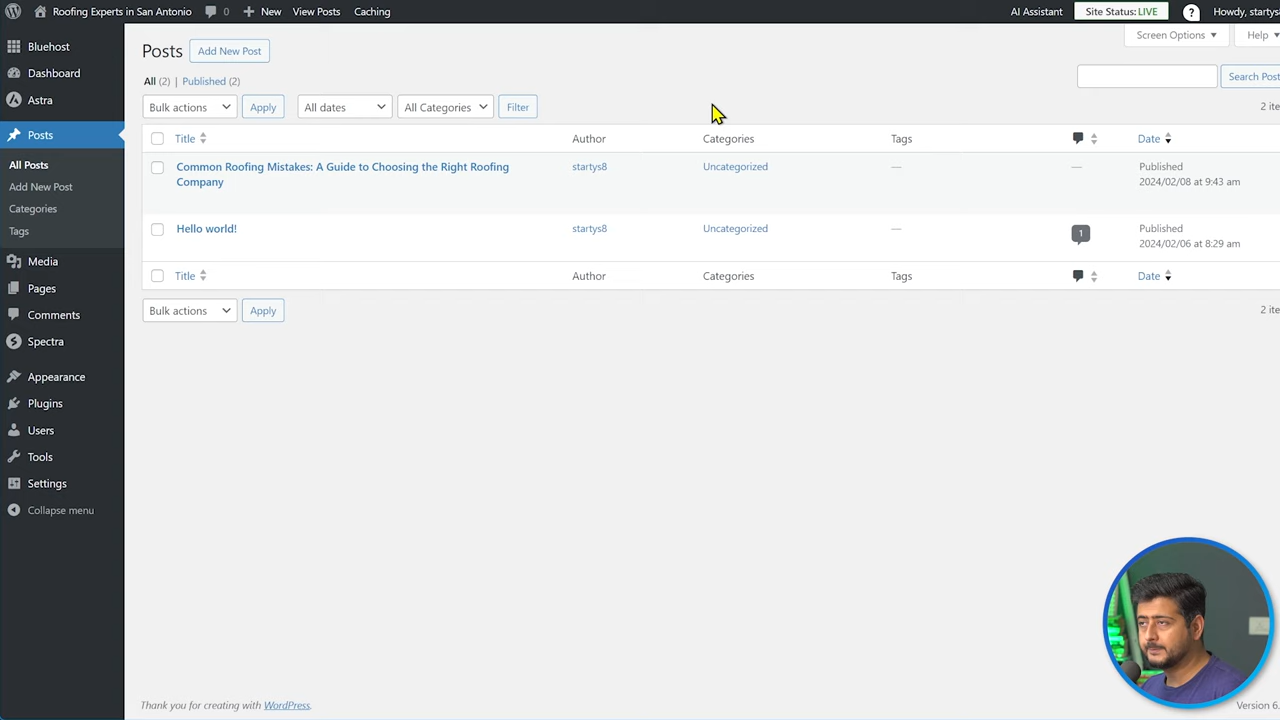 Roofing Experts in San Antonio 0 New View Posts Caching AI Assistant Site Status: LIVE ? Howdy, startys
Bluehost
Dashboard
Astra
Posts
All Posts
Add New Post
Categories
Tags
Media
Pages
Comments
Spectra
Appearance
Plugins
Users
Tools
Settings
Collapse menu
Screen Options Help
Posts Add New Post
All (2) | Published (2)
Search Post
Bulk actions Apply All dates All Categories Filter
2 ite
Title Author Categories Tags Date
Common Roofing Mistakes: A Guide to Choosing the Right Roofing
Company
startys8 Uncategorized — — Published
2024/02/08 at 9:43 am
Hello world! startys8 Uncategorized — 1 Published
2024/02/06 at 8:29 am
Title Author Categories Tags Date
Bulk actions Apply
2 ite
Thank you for creating with WordPress.
Version 6.